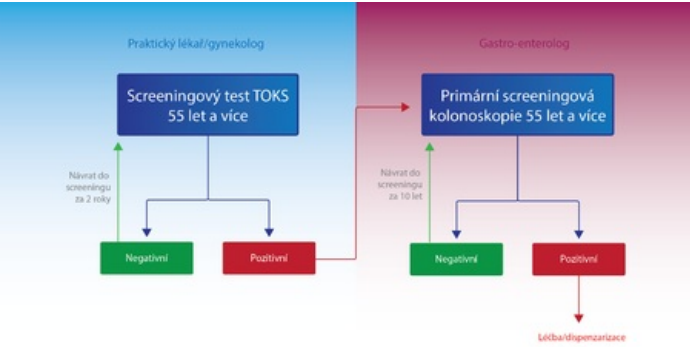 Praktický lékař/gynekolog
Screeningový test TOKS
55 let a více
Návrat do
screeningu
za 2 roky
Negativní
Pozitivní
Gastro-enterolog
Primární screeningová
kolonoskopie 55 let a více
Návrat do
screeningu
za 10 let
Negativní
Pozitivní
Léčba/dispenzarizace